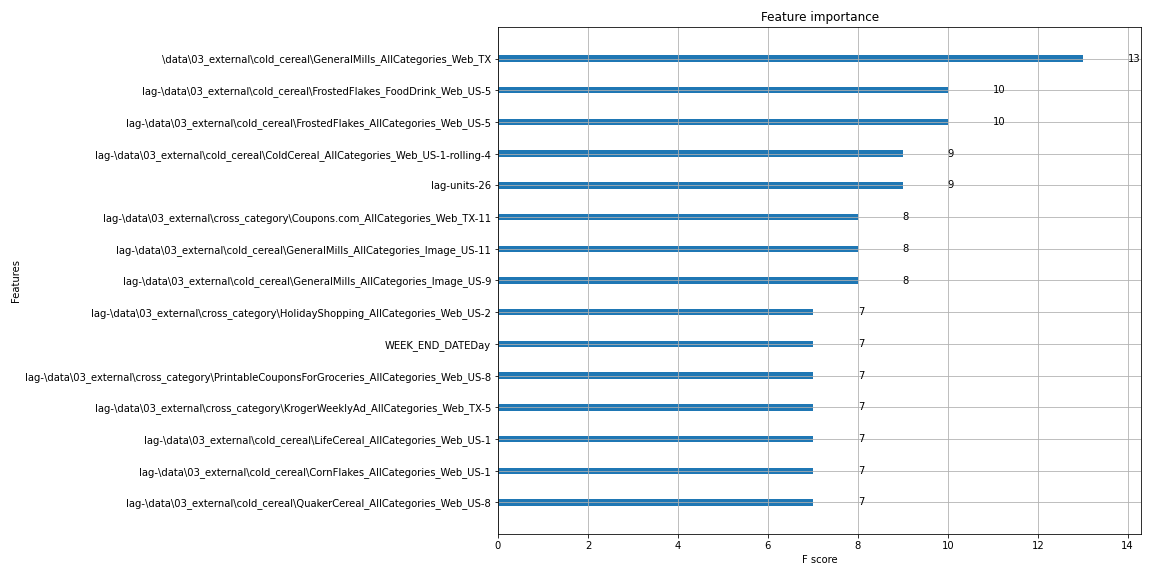 Feature importance
\data\03_external\cold_cereal\GeneralMills_AllCategories_Web_TX 13
lag-\data\03_external\cold_cereal\FrostedFlakes_FoodDrink_Web_US-5 10
lag-\data\03_external\cold_cereal\FrostedFlakes_AllCategories_Web_US-5 10
lag-\data\03_external\cold_cereal\ColdCereal_AllCategories_Web_US-1-rolling-4 9
lag-units-26 9
lag-\data\03_external\cross_category\Coupons.com_AllCategories_Web_TX-11 8
lag-\data\03_external\cold_cereal\GeneralMills_AllCategories_Image_US-11 8
lag-\data\03_external\cold_cereal\GeneralMills_AllCategories_Image_US-9 8
lag-\data\03_external\cross_category\HolidayShopping_AllCategories_Web_US-2 7
WEEK_END_DATEDay 7
lag-\data\03_external\cross_category\PrintableCouponsForGroceries_AllCategories_Web_US-8 7
lag-\data\03_external\cross_category\KrogerWeeklyAd_AllCategories_Web_TX-5 7
lag-\data\03_external\cold_cereal\LifeCereal_AllCategories_Web_US-1 7
lag-\data\03_external\cold_cereal\CornFlakes_AllCategories_Web_US-1 7
lag-\data\03_external\cold_cereal\QuakerCereal_AllCategories_Web_US-8 7
Features
0 2 4 6 8 10 12 14
F score